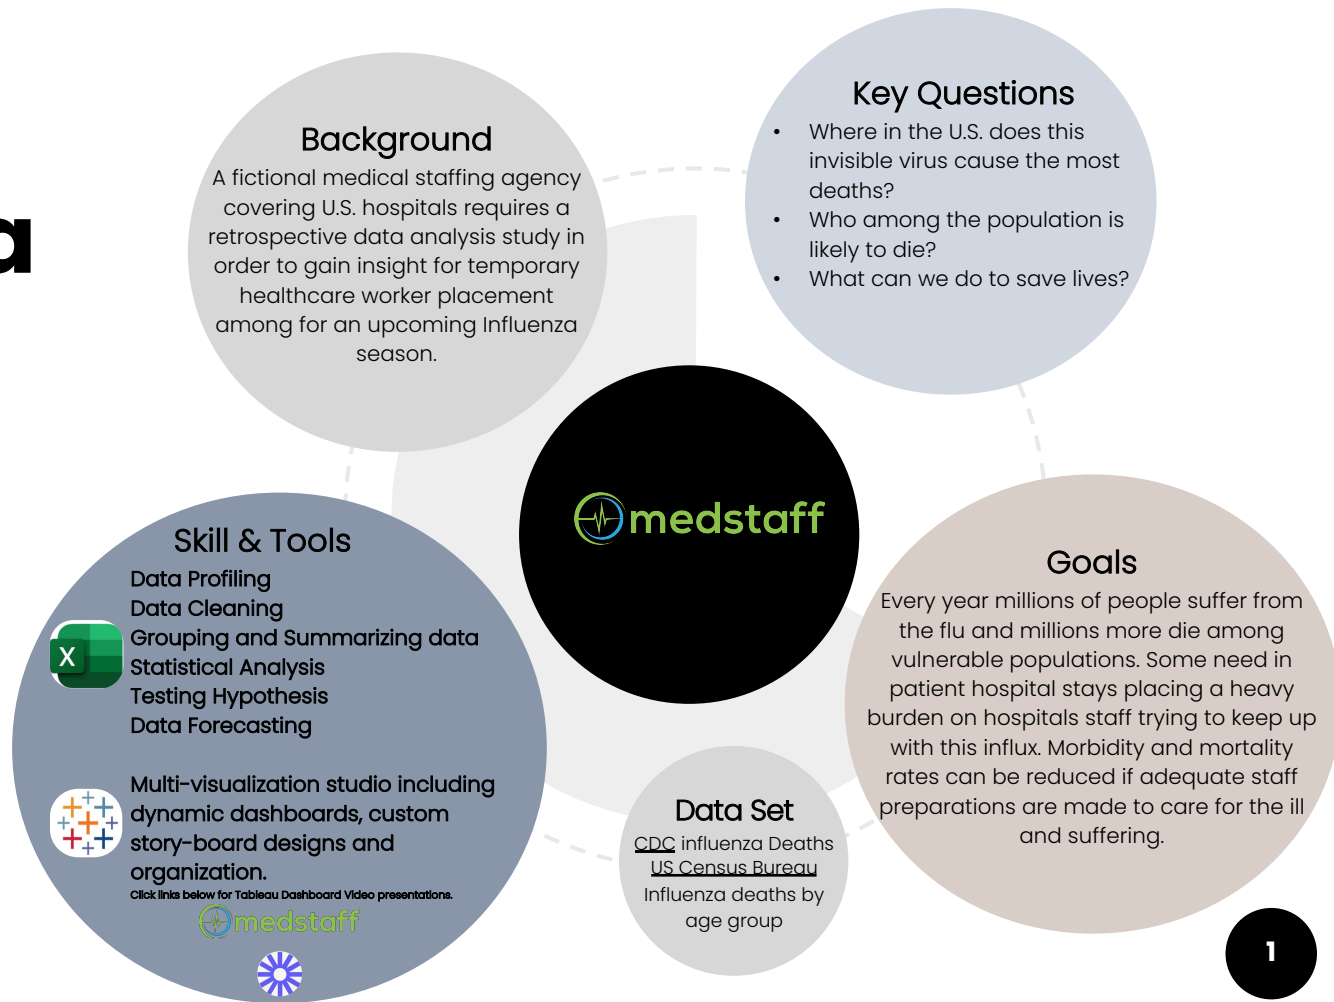 a
Background
A fictional medical staffing agency
covering U.S. hospitals requires a
retrospective data analysis study in
order to gain insight for temporary
healthcare worker placement
among for an upcoming Influenza
season.
Key Questions
• Where in the U.S. does this
invisible virus cause the most
deaths?
• Who among the population is
likely to die?
• What can we do to save lives?
medstaff
Skill & Tools
Data Profiling
Data Cleaning
Grouping and Summarizing data
Statistical Analysis
Testing Hypothesis
Data Forecasting
X
Multi-visualization studio including
dynamic dashboards, custom
story-board designs and
organization.
Click links below for Tableau Dashboard Video presentations.
medstaff
Data Set
CDC influenza Deaths
US Census Bureau
Influenza deaths by
age group
Goals
Every year millions of people suffer from
the flu and millions more die among
vulnerable populations. Some need in
patient hospital stays placing a heavy
burden on hospitals staff trying to keep up
with this influx. Morbidity and mortality
rates can be reduced if adequate staff
preparations are made to care for the ill
and suffering.
1